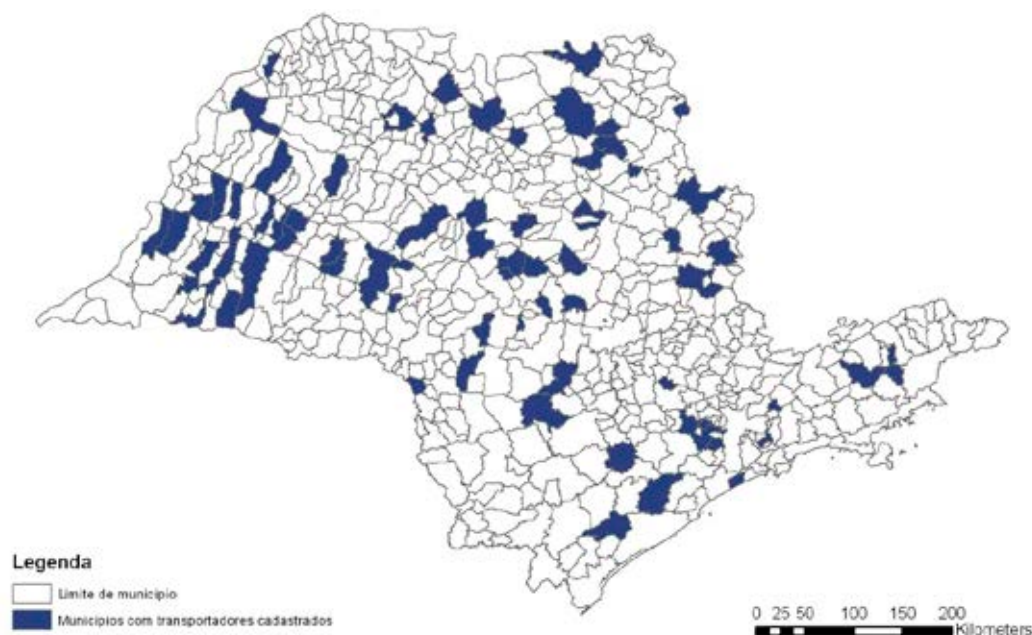 Legenda
Limite de município
Municípios com transportadores cadastrados
0 25 50 100 150 200
Kilometers